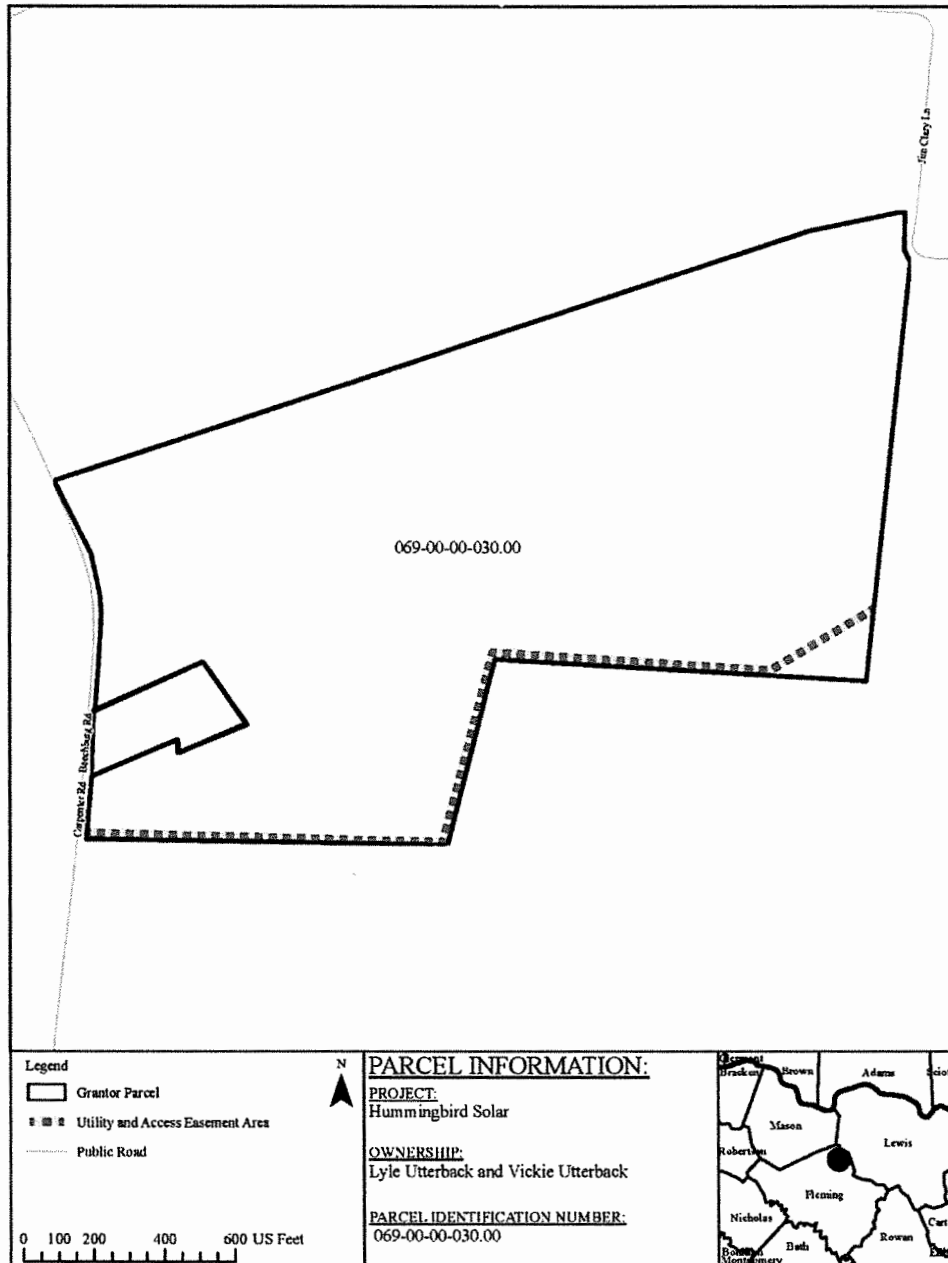 Jim Clary Ln
069-00-00-030.00
Carpenter Rd Beechburg Rd
Legend
Grantor Parcel
Utility and Access Easement Area
Public Road
N
0 100 200 400 600 US Feet
PARCEL INFORMATION:
PROJECT:
Hummingbird Solar
OWNERSHIP:
Lyle Utterback and Vickie Utterback
PARCEL IDENTIFICATION NUMBER:
069-00-00-030.00
Bracken
Brown
Adams
Mason
Lewis
Robertson
Fleming
Nicholas
Bath
Rowan
Montgomery